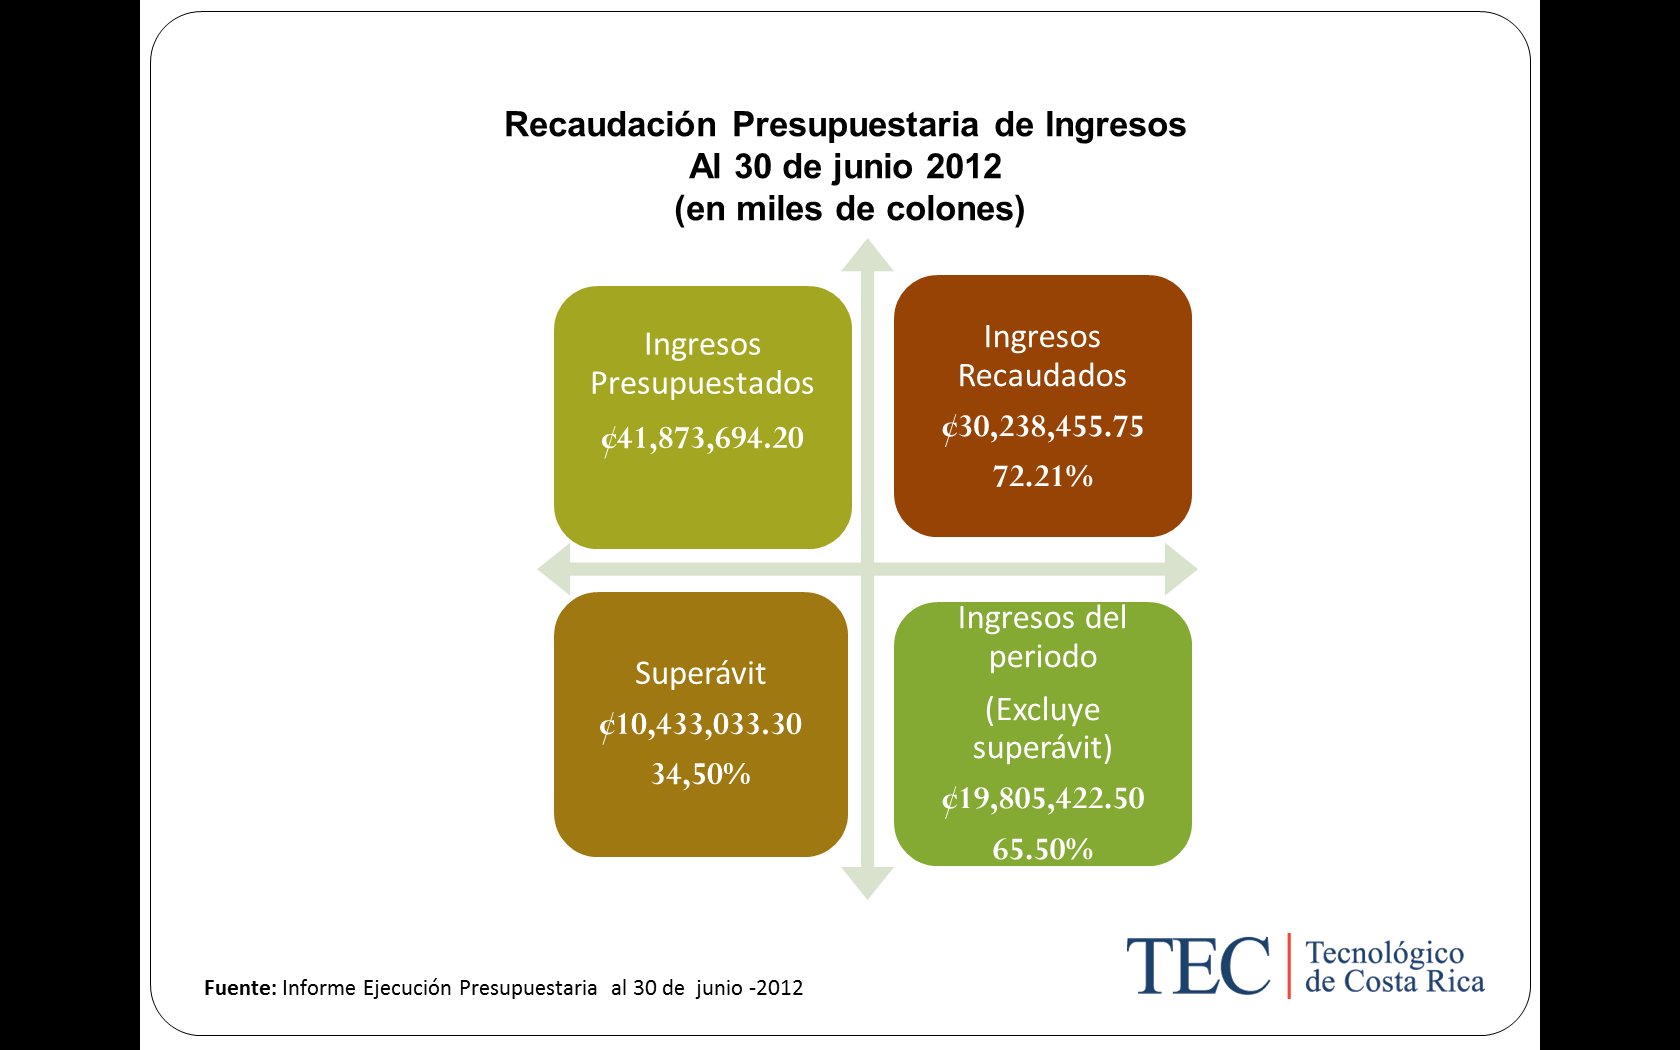 Recaudación Presupuestaria de Ingresos
Al 30 de junio 2012
(en miles de colones)
Ingresos
Presupuestados
¢41,873,694.20
Ingresos
Recaudados
¢30,238,455.75
72.21%
Superávit
¢10,433,033.30
34,50%
Ingresos del
periodo
(Excluye
superávit)
¢19,805,422.50
65.50%
Fuente: Informe Ejecución Presupuestaria al 30 de junio -2012
TEC
Tecnológico
de Costa Rica